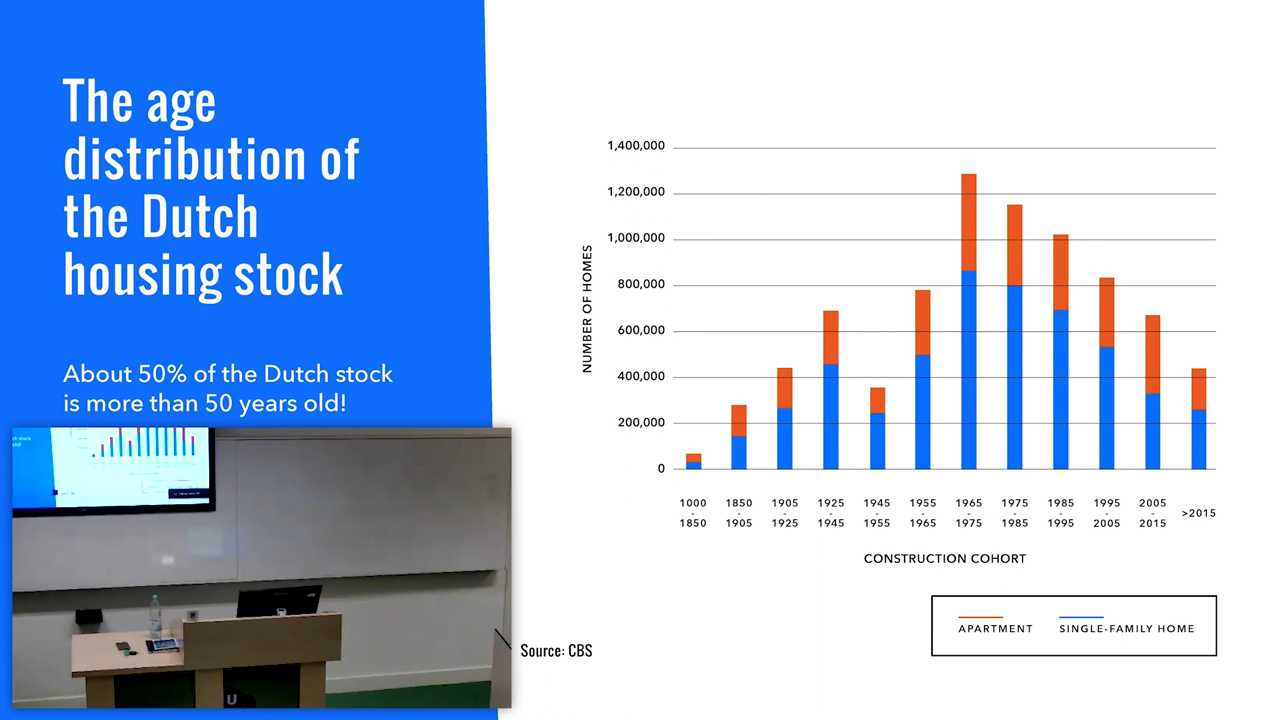 The age
distribution of
the Dutch
housing stock
About 50% of the Dutch stock
is more than 50 years old!
1,400,000
1,200,000
1,000,000
800,000
600,000
400,000
200,000
0
NUMBER OF HOMES
1000 - 1850
1850 - 1905
1905 - 1925
1925 - 1945
1945 - 1955
1955 - 1965
1965 - 1975
1975 - 1985
1985 - 1995
1995 - 2005
2005 - 2015
>2015
CONSTRUCTION COHORT
APARTMENT
SINGLE-FAMILY HOME
Source: CBS
U